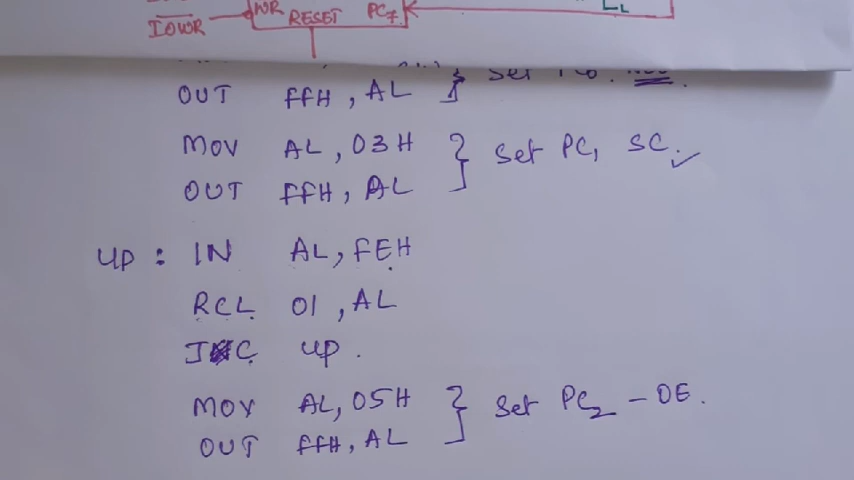 IOWR WR RESET PC7
OUT FFH, AL
MOV AL, 03H } Set PC1 SC.
OUT FFH, AL
UP: IN AL, FEH
RCL 01, AL
JNC UP.
MOV AL, 05H } Set PC2 - OE.
OUT FFH, AL